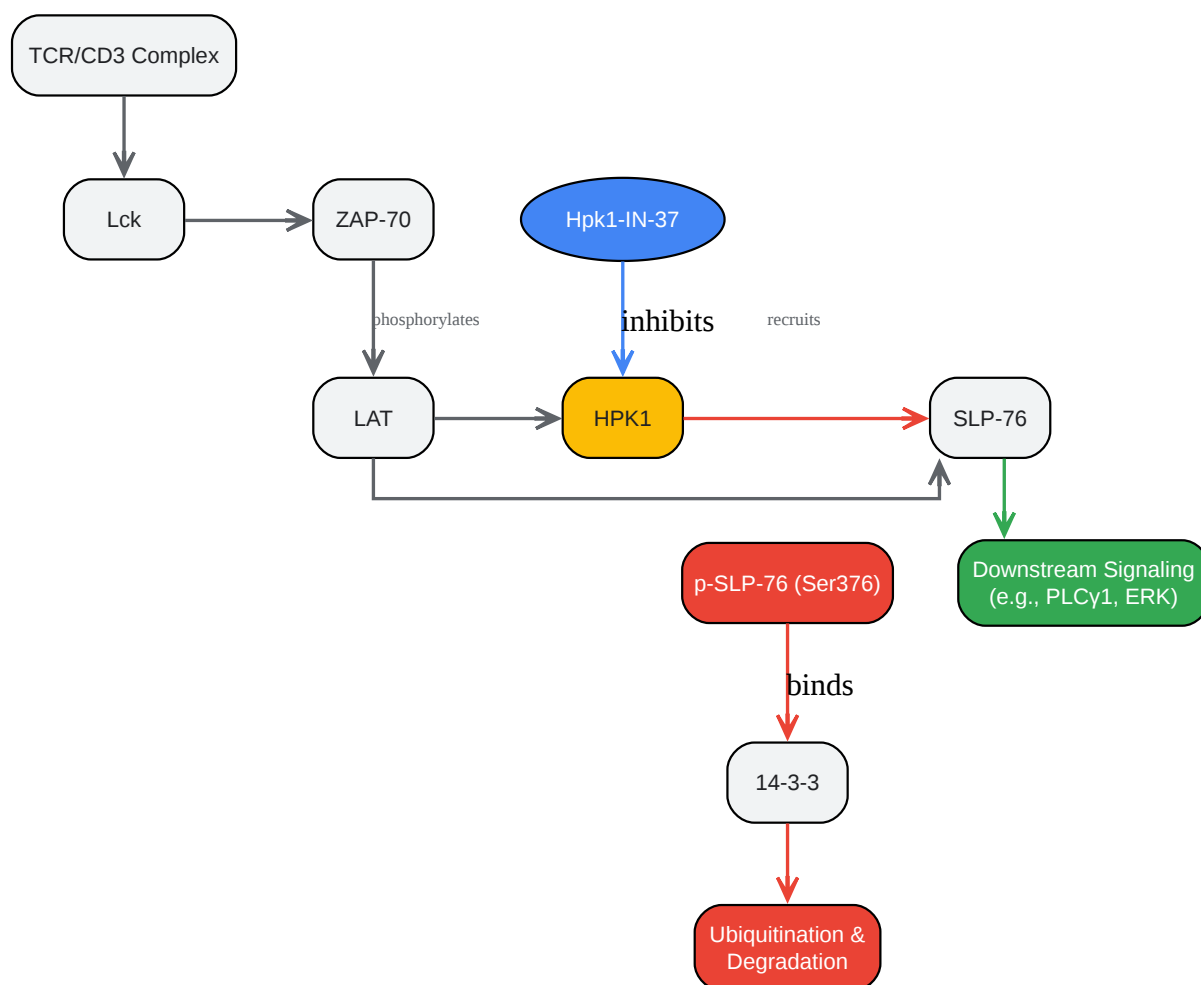 TCR/CD3 Complex
Lck
ZAP-70
Hpk1-IN-37
phosphorylates
inhibits
recruits
LAT
HPK1
SLP-76
p-SLP-76 (Ser376)
Downstream Signaling
(e.g., PLCγ1, ERK)
binds
14-3-3
Ubiquitination &
Degradation